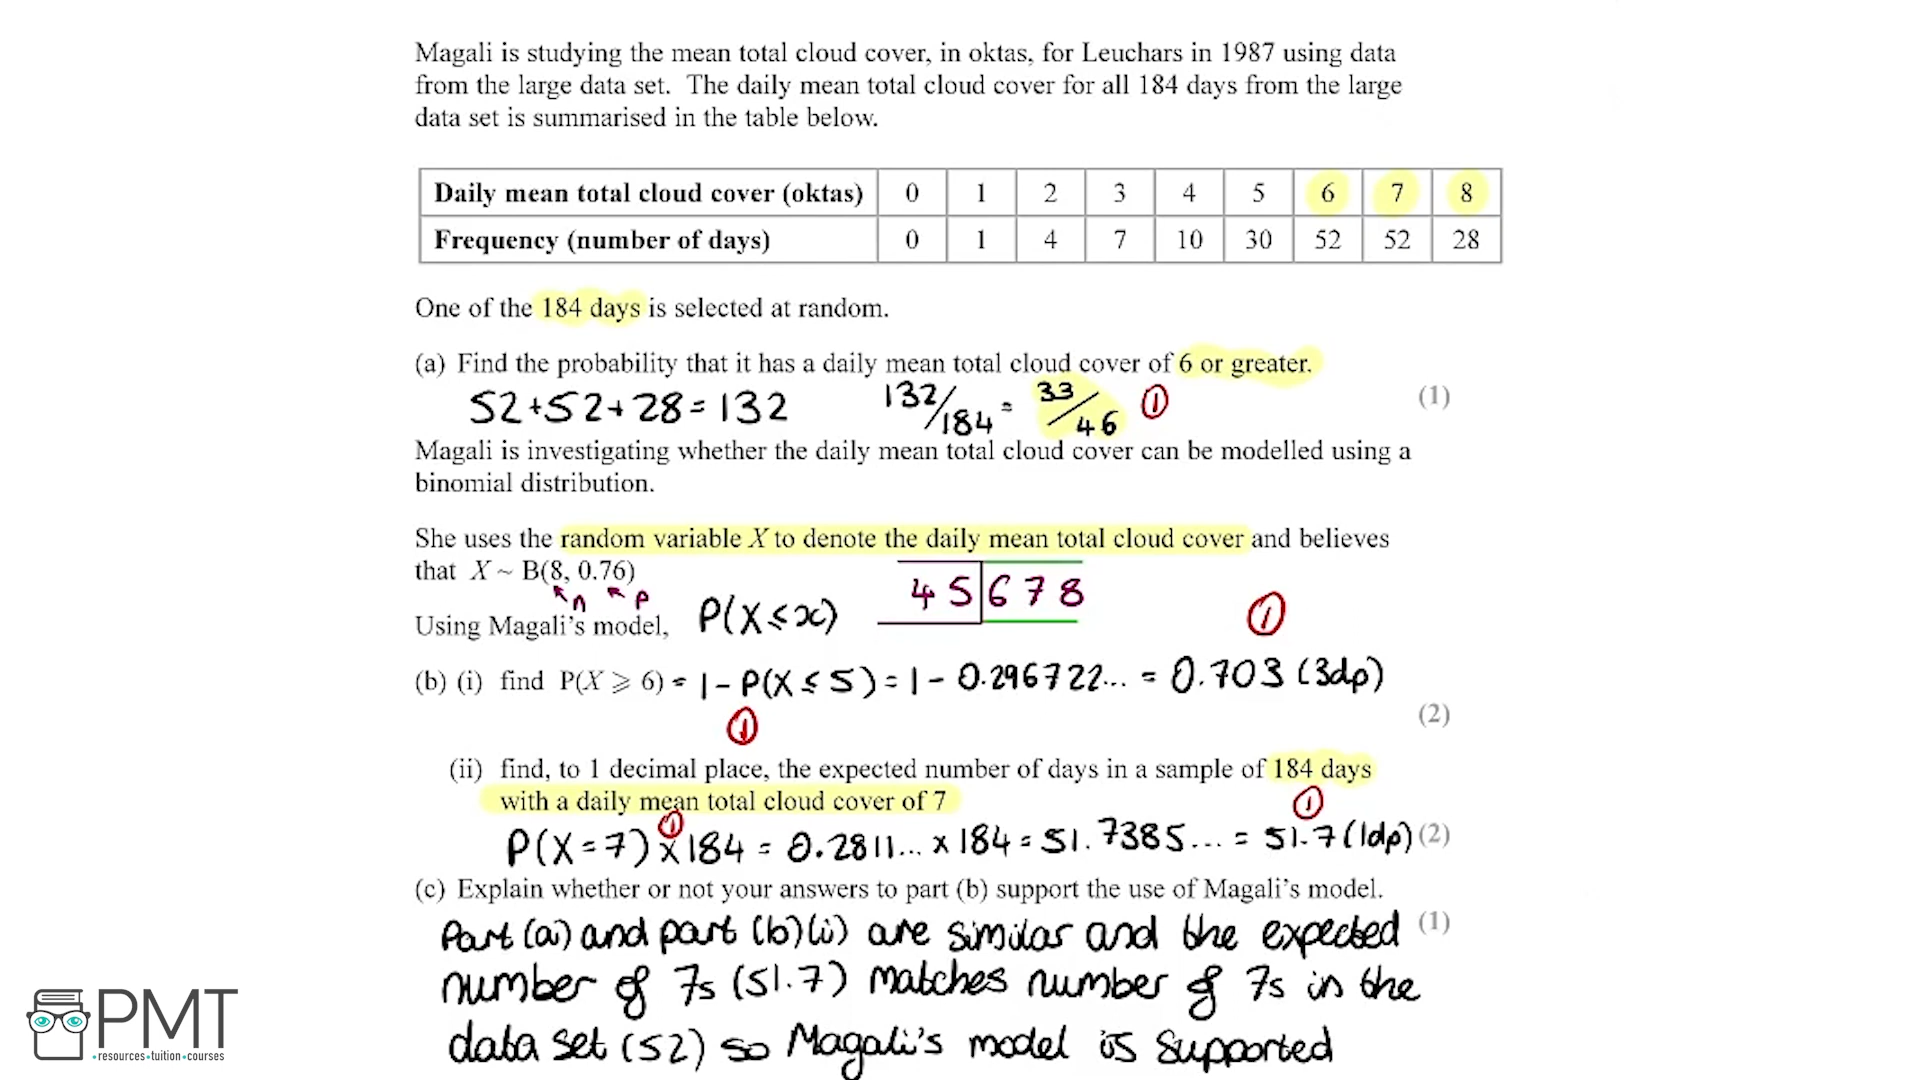 Magali is studying the mean total cloud cover, in oktas, for Leuchars in 1987 using data
from the large data set. The daily mean total cloud cover for all 184 days from the large
data set is summarised in the table below.
Daily mean total cloud cover (oktas) 0 1 2 3 4 5 6 7 8
Frequency (number of days) 0 1 4 7 10 30 52 52 28
One of the 184 days is selected at random.
(a) Find the probability that it has a daily mean total cloud cover of 6 or greater.
52+52+28=132 132/184 = 33/46 ① (1)
Magali is investigating whether the daily mean total cloud cover can be modelled using a
binomial distribution.
She uses the random variable X to denote the daily mean total cloud cover and believes
that X ~ B(8, 0.76)
n p
4 5 6 7 8
Using Magali's model, P(X≤x) ①
(b) (i) find P(X ⩾ 6) = 1 - P(X ≤ 5) = 1 - 0.296722... = 0.703 (3dp)
① (2)
(ii) find, to 1 decimal place, the expected number of days in a sample of 184 days
with a daily mean total cloud cover of 7 ①
①
P(X=7) × 184 = 0.2811... × 184 = 51.7385... = 51.7 (1dp) (2)
(c) Explain whether or not your answers to part (b) support the use of Magali's model.
Part (a) and part (b)(i) are similar and the expected (1)
number of 7s (51.7) matches number of 7s in the
data set (52) so Magali's model is supported
PMT
•resources•tuition•courses